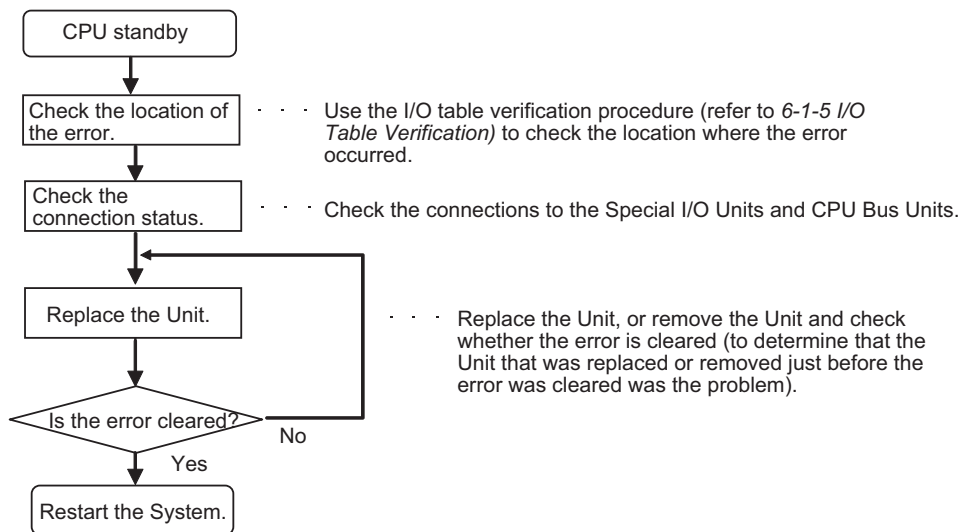 CPU standby
Check the location of
the error.
· · · Use the I/O table verification procedure (refer to 6-1-5 I/O
Table Verification) to check the location where the error
occurred.
Check the
connection status.
· · · Check the connections to the Special I/O Units and CPU Bus Units.
Replace the Unit.
· · · Replace the Unit, or remove the Unit and check
whether the error is cleared (to determine that the
Unit that was replaced or removed just before the
error was cleared was the problem).
Is the error cleared?
No
Yes
Restart the System.